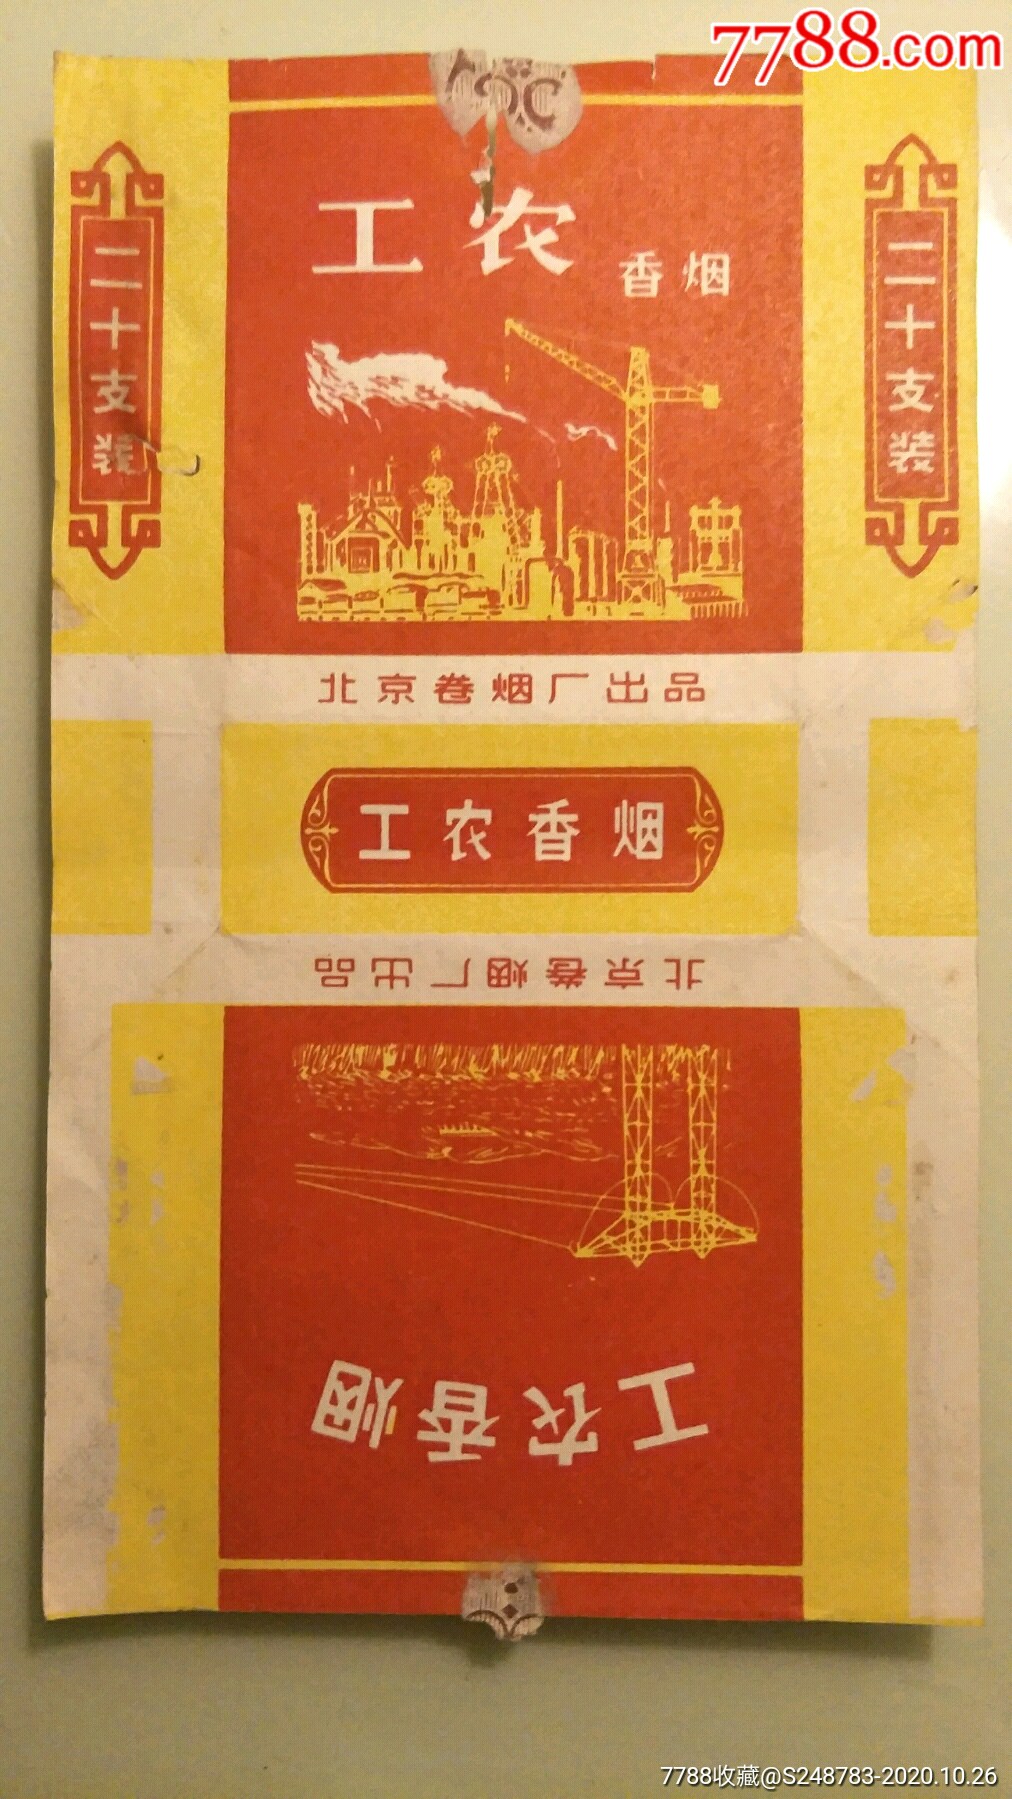 7788.com
工农
香烟
二十支装
二十支装
北京卷烟厂出品
工农香烟
北京卷烟厂出品
工农香烟
7788收藏@S248783-2020.10.26